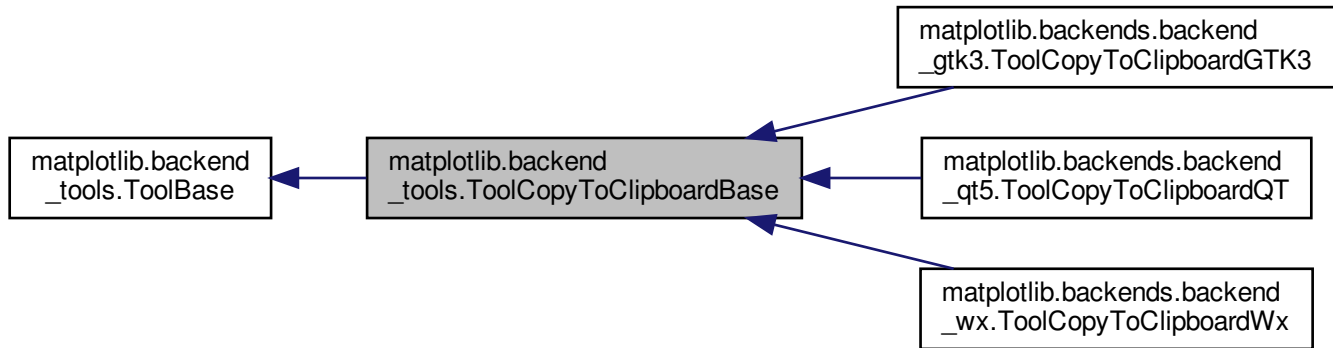 matplotlib.backend
_tools.ToolBase
matplotlib.backend
_tools.ToolCopyToClipboardBase
matplotlib.backends.backend
_gtk3.ToolCopyToClipboardGTK3
matplotlib.backends.backend
_qt5.ToolCopyToClipboardQT
matplotlib.backends.backend
_wx.ToolCopyToClipboardWx